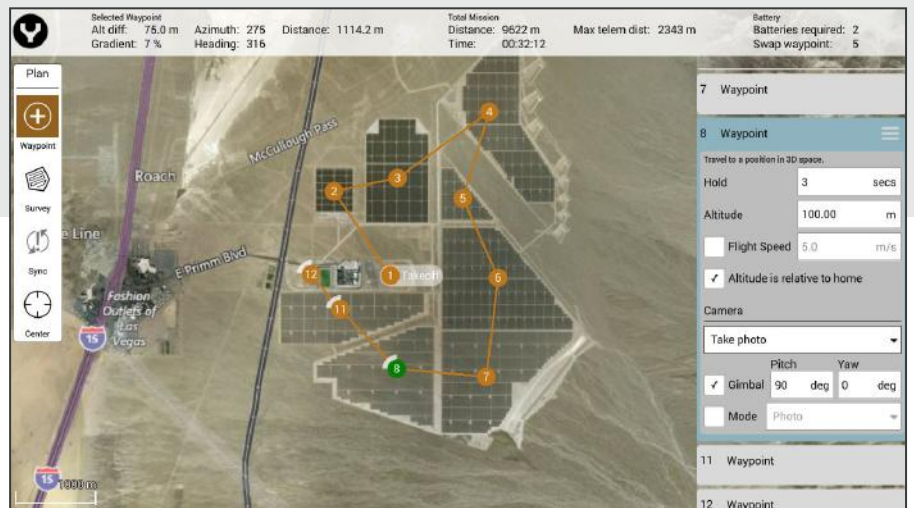 Selected Waypoint
Alt diff: 75.0 m Azimuth: 275 Distance: 1114.2 m
Gradient: 7 % Heading: 316
Total Mission
Distance: 9622 m Max telem dist: 2343 m
Time: 00:32:12
Battery
Batteries required: 2
Swap waypoint: 5
Plan
Waypoint
Survey
Sync
Center
McCullough Pass
Roach
e Line
E Primm Blvd
Fashion
Outlets of
Las
Vegas
15
15
1000 m
1 Takeoff
2
3
4
5
6
7
8
11
12
7 Waypoint
8 Waypoint
Travel to a position in 3D space.
Hold 3 secs
Altitude 100.00 m
Flight Speed 5.0 m/s
Altitude is relative to home
Camera
Take photo
Pitch Yaw
Gimbal 90 deg 0 deg
Mode Photo
11 Waypoint
12 Waypoint